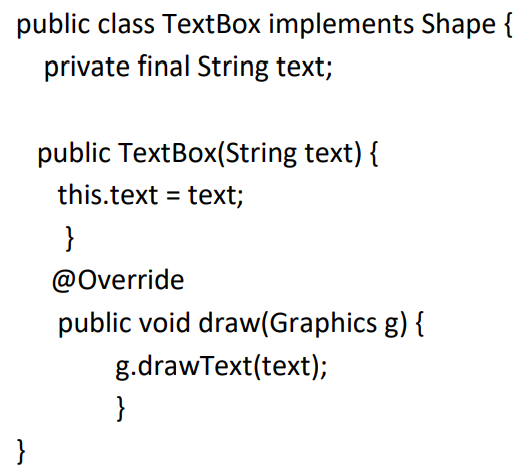 public class TextBox implements Shape {
private final String text;
public TextBox(String text) {
this.text = text;
}
@Override
public void draw(Graphics g) {
g.drawText(text);
}
}